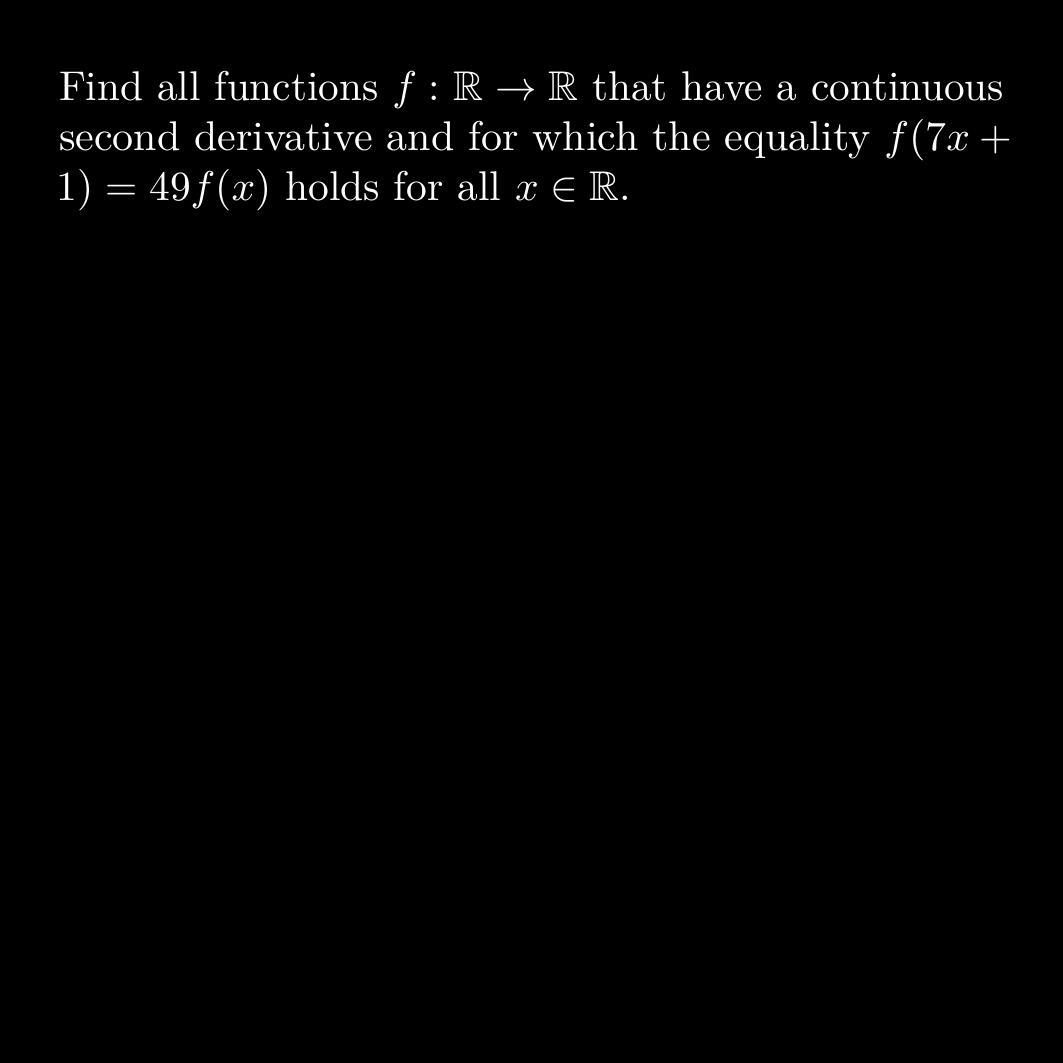 Find all functions $f : \mathbb{R} \to \mathbb{R}$ that have a continuous
second derivative and for which the equality $f(7x +$
$1) = 49f(x)$ holds for all $x \in \mathbb{R}$.